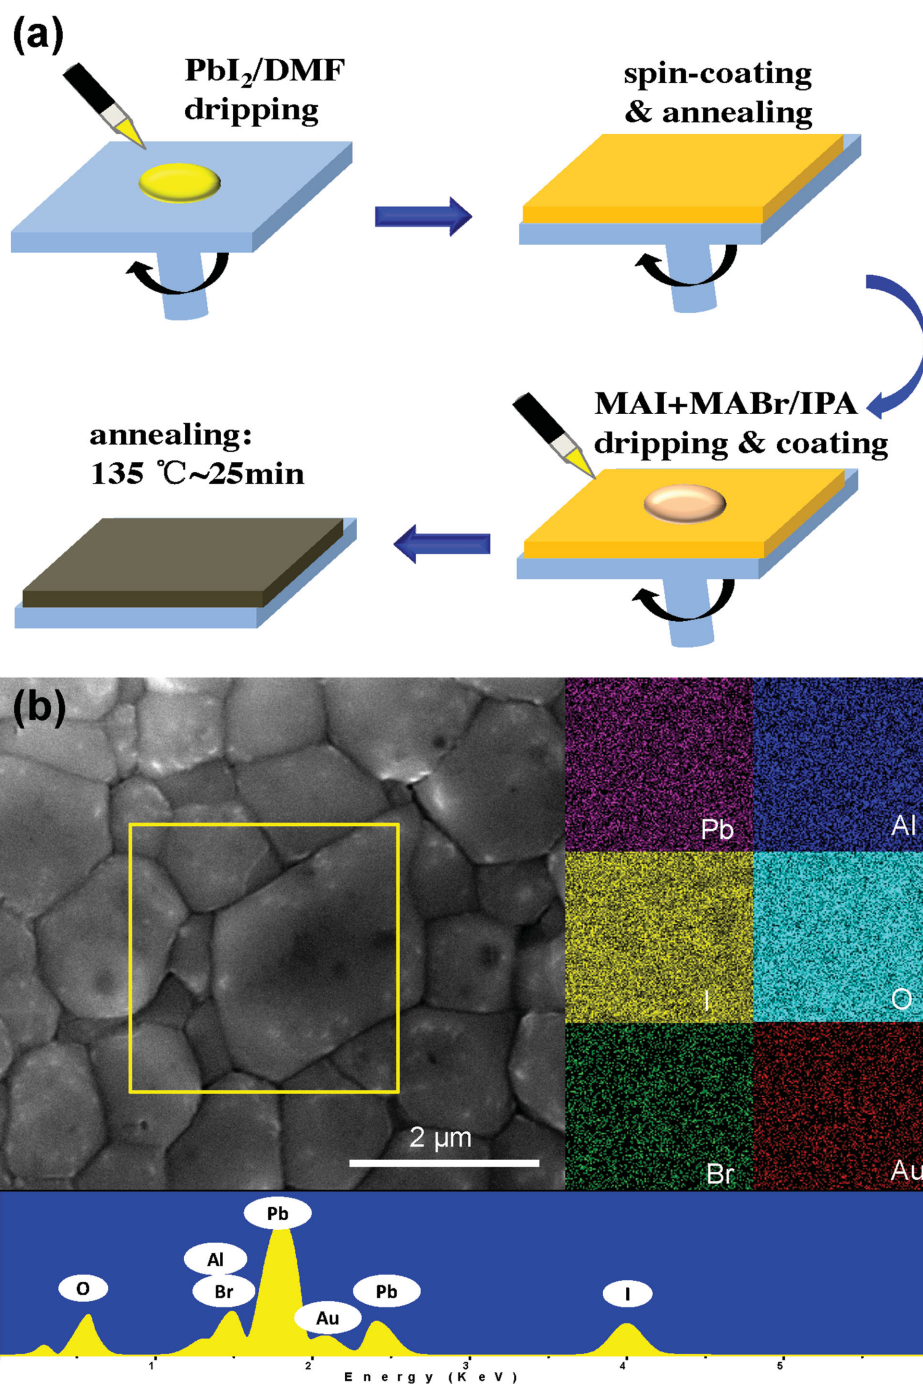 (a)
PbI₂/DMF
dripping
spin-coating
& annealing
MAI+MABr/IPA
dripping & coating
annealing:
135 ℃~25min
(b)
Pb
Al
I
O
Br
Au
2 µm
Pb
Al
O
Br
Au
Pb
I
1 2 3 4 5
Energy (KeV)